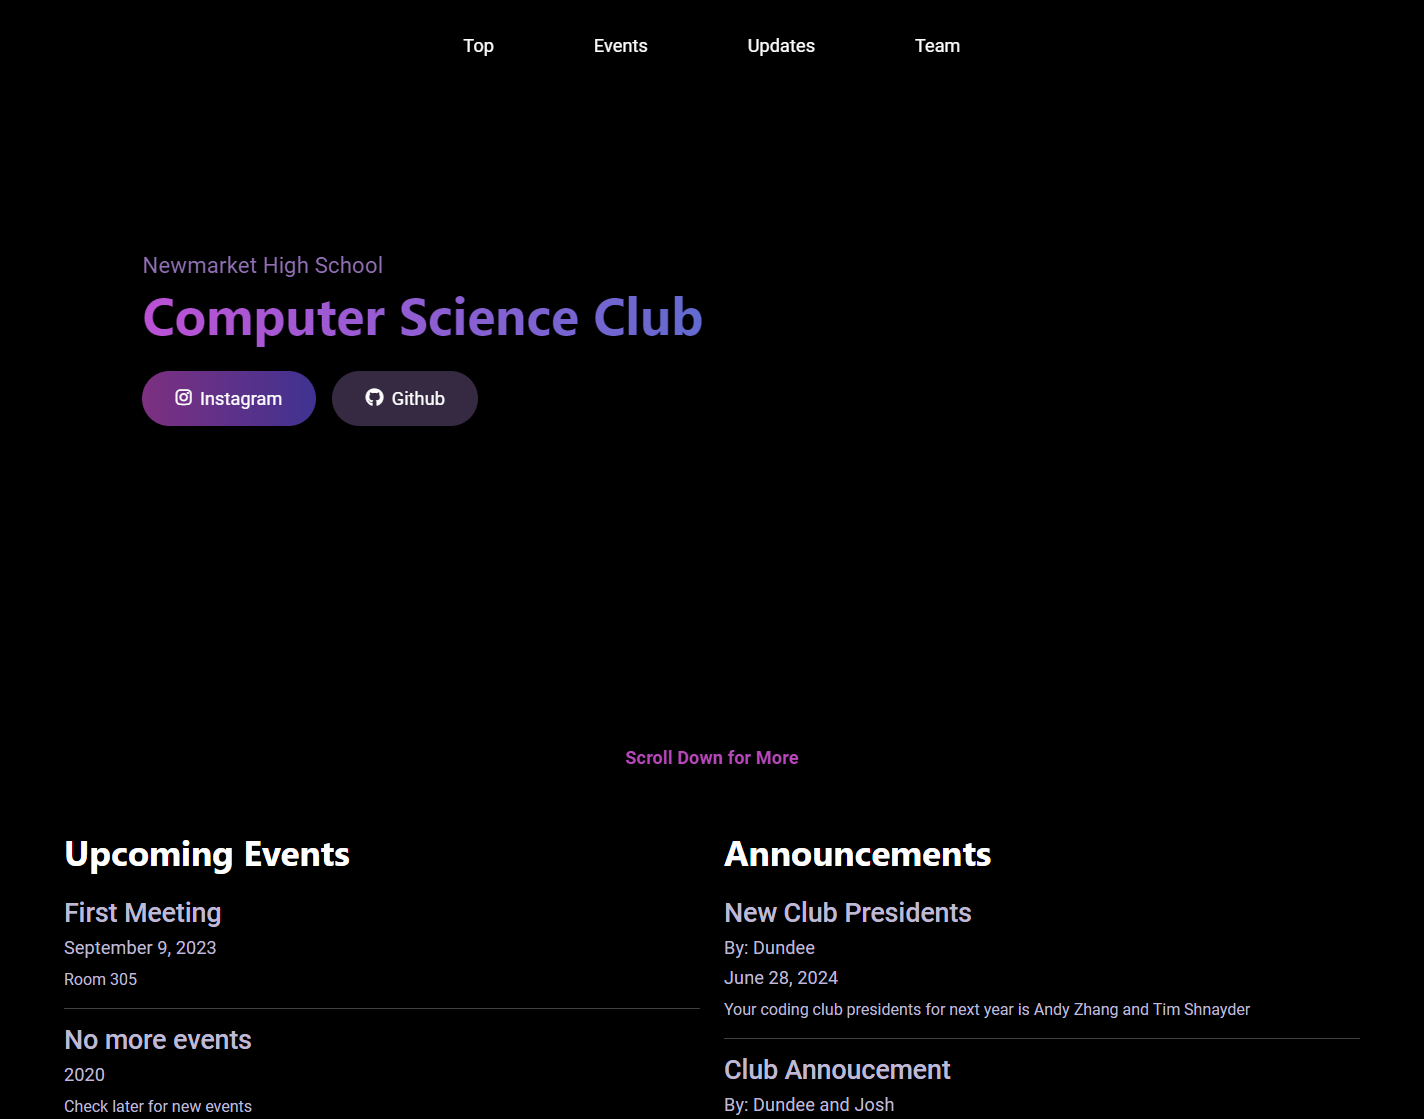 Top Events Updates Team
Newmarket High School
Computer Science Club
Instagram Github
Scroll Down for More
Upcoming Events
First Meeting
September 9, 2023
Room 305
No more events
2020
Check later for new events
Announcements
New Club Presidents
By: Dundee
June 28, 2024
Your coding club presidents for next year is Andy Zhang and Tim Shnayder
Club Annoucement
By: Dundee and Josh